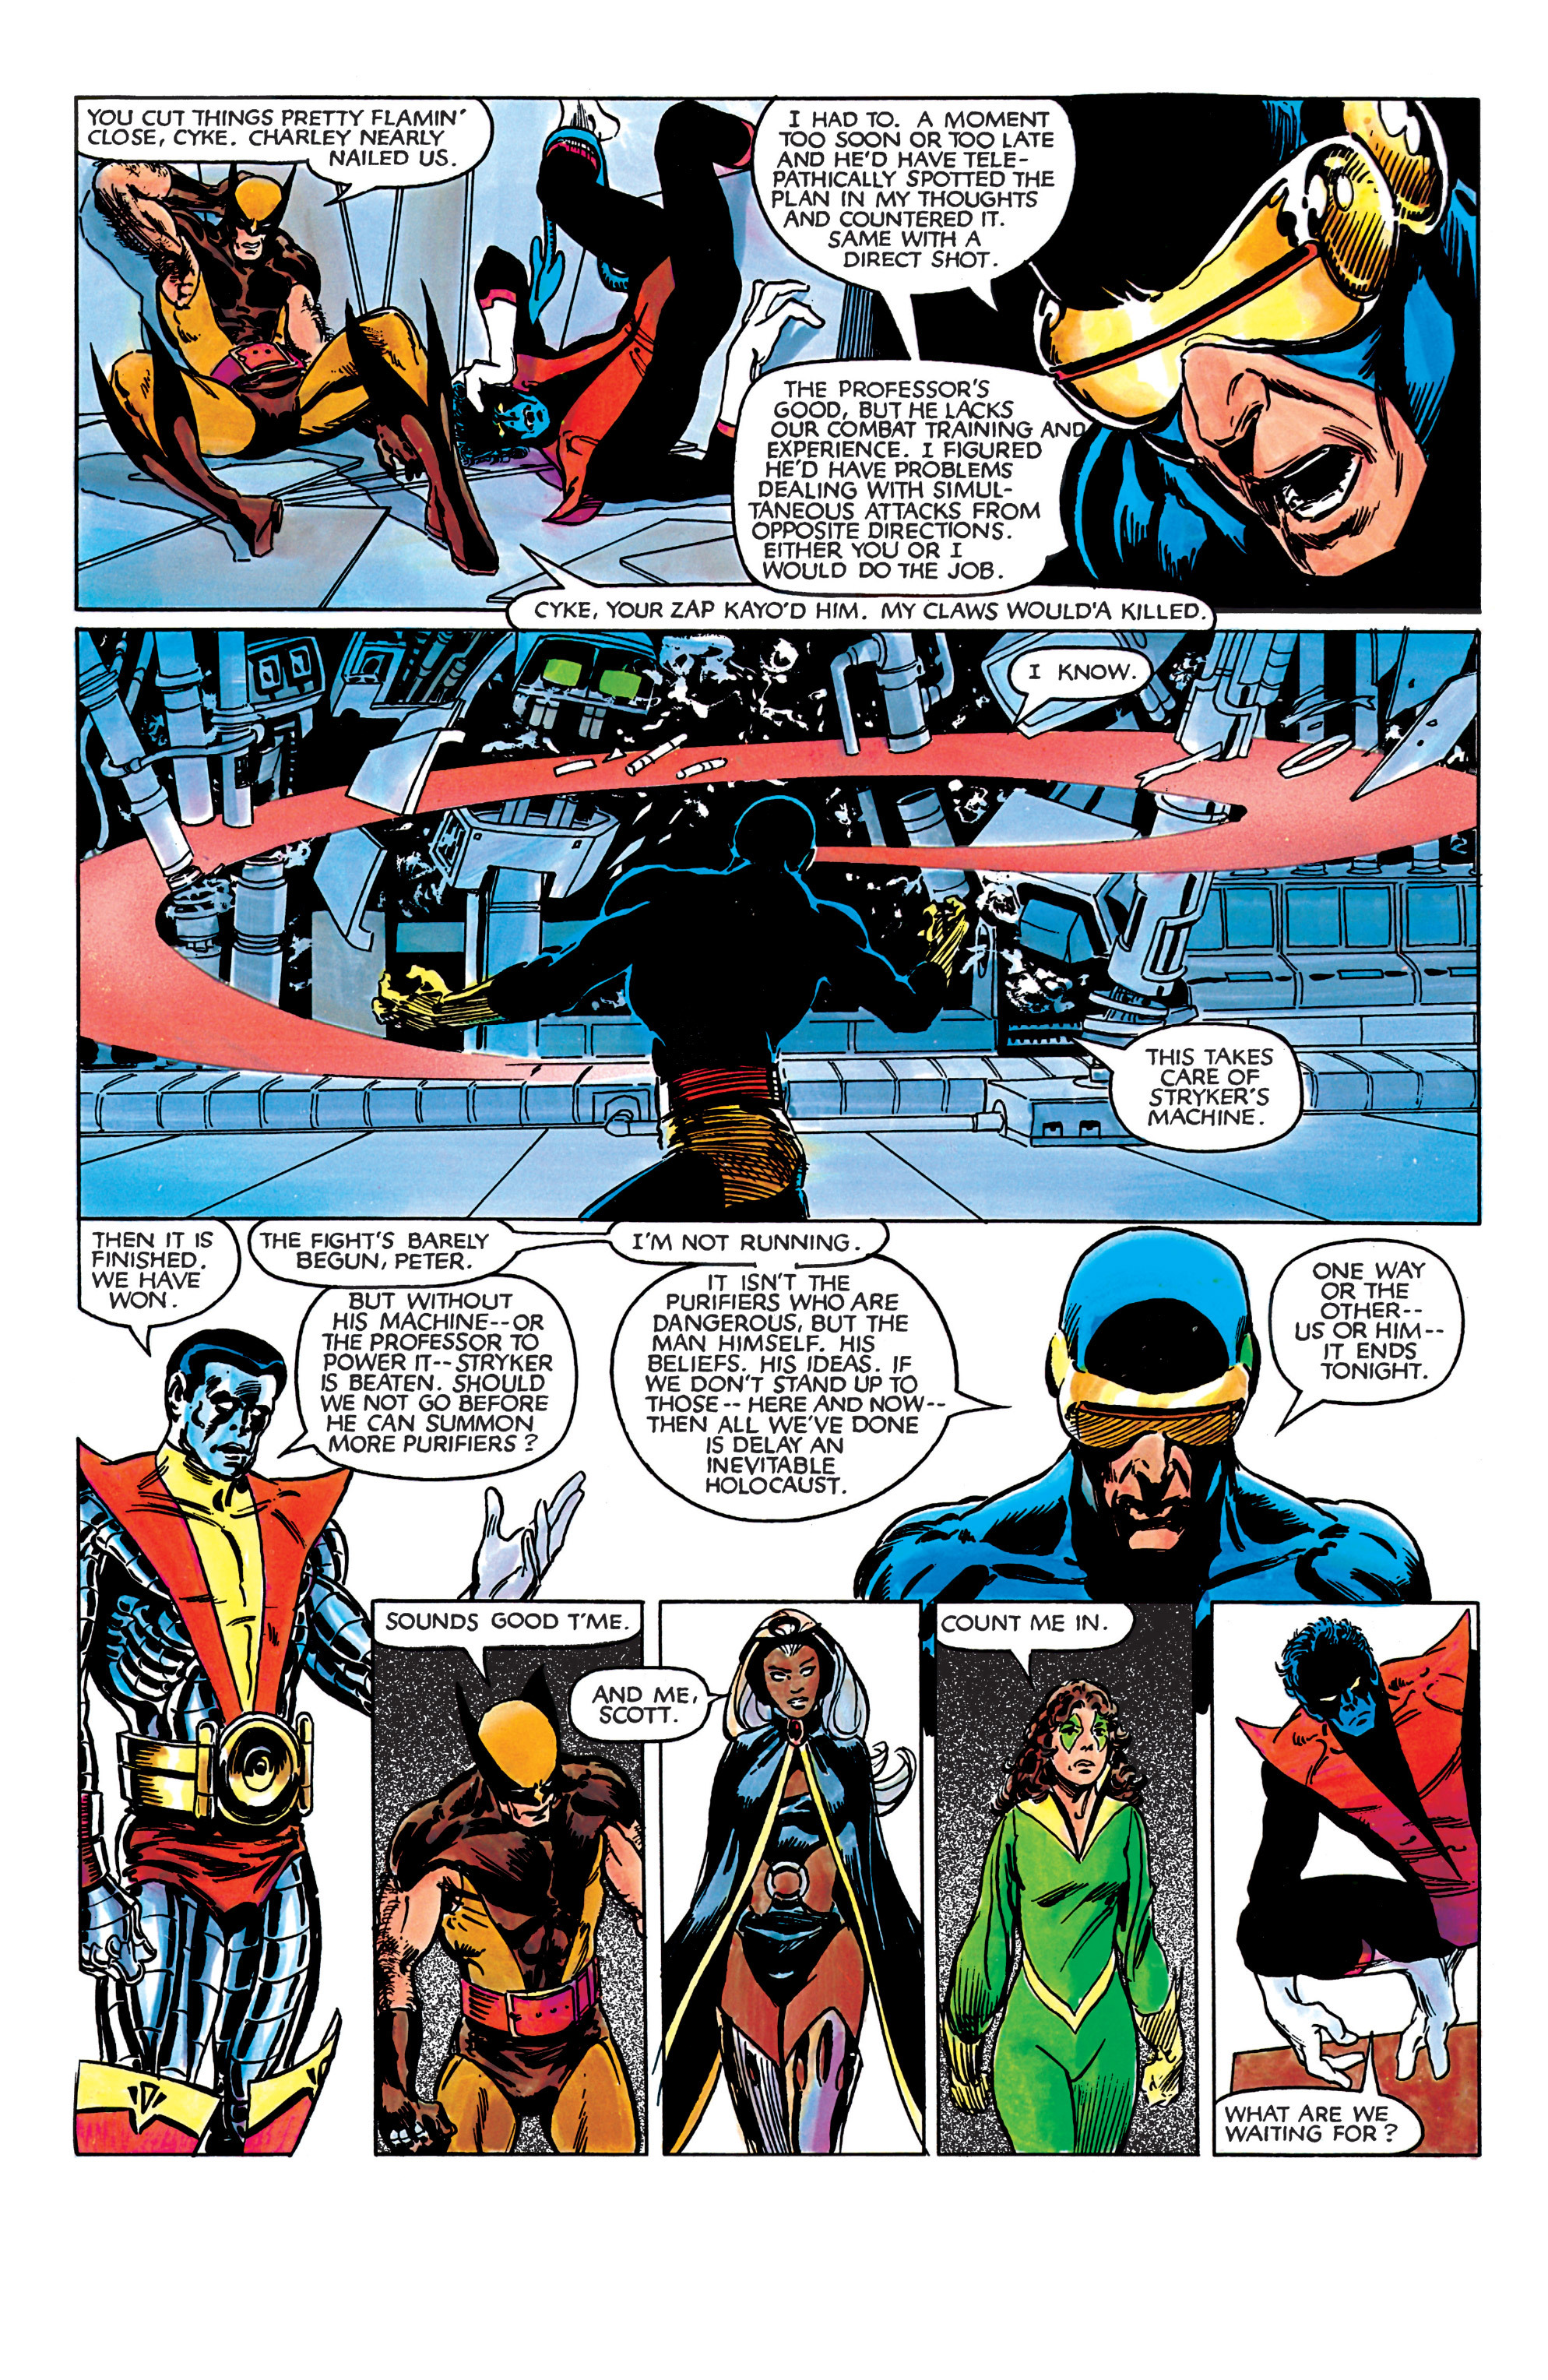 YOU CUT THINGS PRETTY FLAMIN'
CLOSE, CYKE. CHARLEY NEARLY
NAILED US.
I HAD TO. A MOMENT
TOO SOON OR TOO LATE
AND HE'D HAVE TELE-
PATHICALLY SPOTTED THE
PLAN IN MY THOUGHTS
AND COUNTERED IT.
SAME WITH A
DIRECT SHOT.
THE PROFESSOR'S
GOOD, BUT HE LACKS
OUR COMBAT TRAINING AND
EXPERIENCE. I FIGURED
HE'D HAVE PROBLEMS
DEALING WITH SIMUL-
TANEOUS ATTACKS FROM
OPPOSITE DIRECTIONS.
EITHER YOU OR I
WOULD DO THE JOB.
CYKE, YOUR ZAP KAYO'D HIM. MY CLAWS WOULD'A KILLED.
I KNOW.
THIS TAKES
CARE OF
STRYKER'S
MACHINE.
THEN IT IS
FINISHED.
WE HAVE
WON.
THE FIGHT'S BARELY
BEGUN, PETER.
BUT WITHOUT
HIS MACHINE--OR
THE PROFESSOR TO
POWER IT--STRYKER
IS BEATEN. SHOULD
WE NOT GO BEFORE
HE CAN SUMMON
MORE PURIFIERS?
I'M NOT RUNNING.
IT ISN'T THE
PURIFIERS WHO ARE
DANGEROUS, BUT THE
MAN HIMSELF. HIS
BELIEFS. HIS IDEAS. IF
WE DON'T STAND UP TO
THOSE--HERE AND NOW--
THEN ALL WE'VE DONE
IS DELAY AN
INEVITABLE
HOLOCAUST.
ONE WAY
OR THE
OTHER--
US OR HIM--
IT ENDS
TONIGHT.
SOUNDS GOOD T'ME.
AND ME,
SCOTT.
COUNT ME IN.
WHAT ARE WE
WAITING FOR?